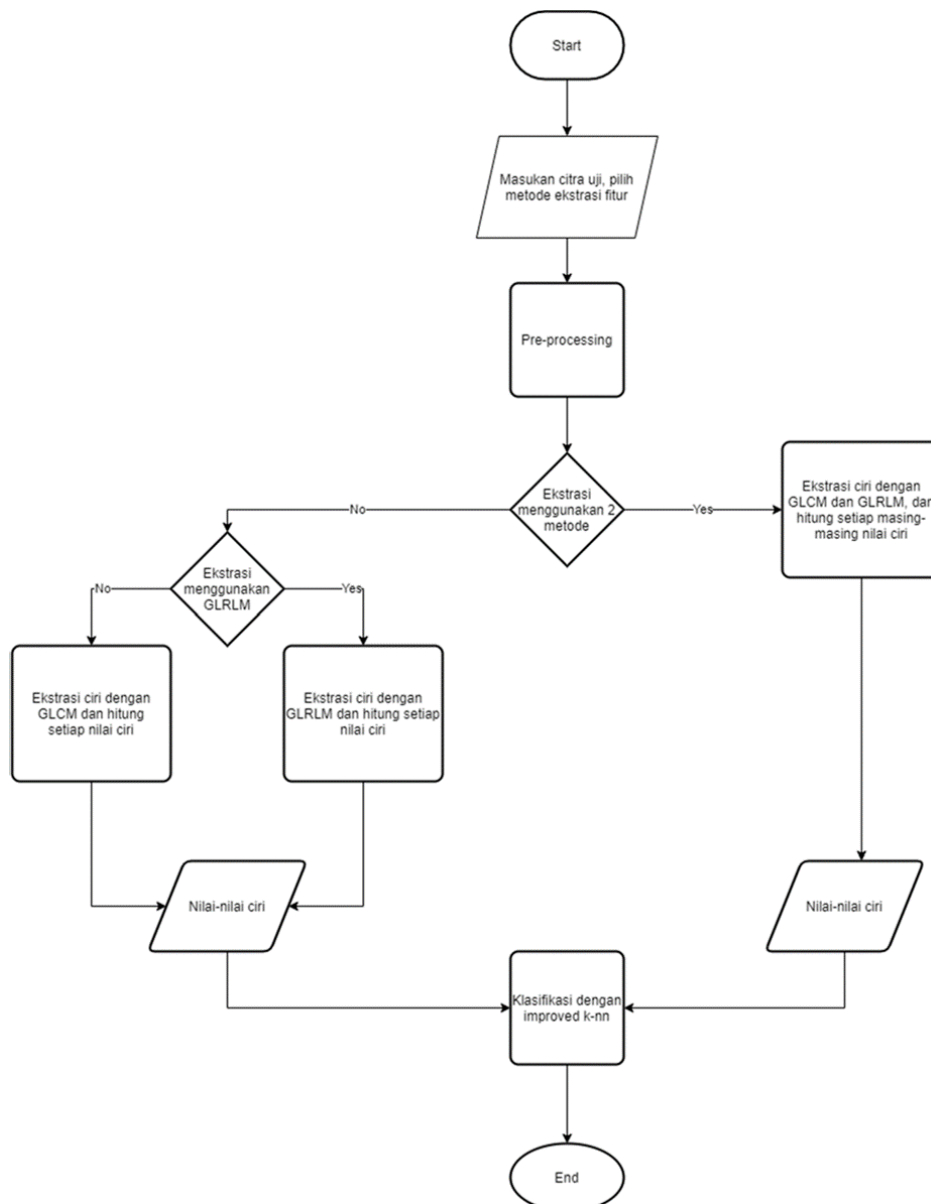 Start
Masukan citra uji, pilih
metode ekstrasi fitur
Pre-processing
Ekstrasi
menggunakan 2
metode
No
Yes
Ekstrasi ciri dengan
GLCM dan GLRLM, dan
hitung setiap masing-
masing nilai ciri
Ekstrasi
menggunakan
GLRLM
No
Yes
Ekstrasi ciri dengan
GLCM dan hitung
setiap nilai ciri
Ekstrasi ciri dengan
GLRLM dan hitung setiap
nilai ciri
Nilai-nilai ciri
Nilai-nilai ciri
Klasifikasi dengan
improved k-nn
End